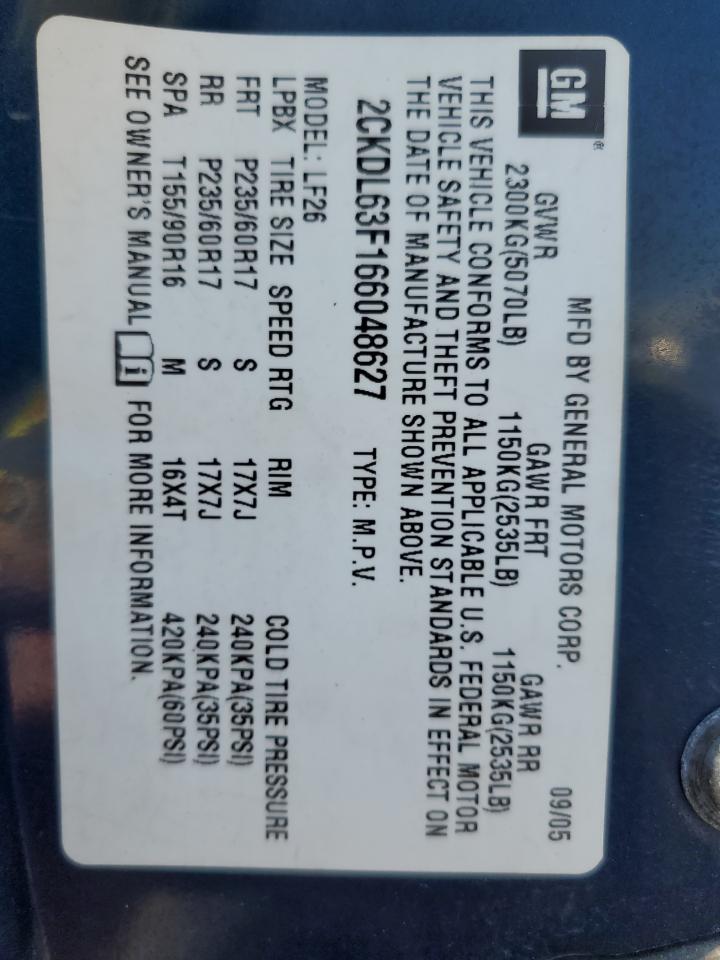 GM®
MFD BY GENERAL MOTORS CORP. 09/05
GVWR GAWR FRT GAWR RR
2300KG(5070LB) 1150KG(2535LB) 1150KG(2535LB)
THIS VEHICLE CONFORMS TO ALL APPLICABLE U.S. FEDERAL MOTOR
VEHICLE SAFETY AND THEFT PREVENTION STANDARDS IN EFFECT ON
THE DATE OF MANUFACTURE SHOWN ABOVE.
2CKDL63F166048627 TYPE: M.P.V.
MODEL: LF26
LPBX TIRE SIZE SPEED RTG RIM COLD TIRE PRESSURE
FRT P235/60R17 S 17X7J 240KPA(35PSI)
RR P235/60R17 S 17X7J 240KPA(35PSI)
SPA T155/90R16 M 16X4T 420KPA(60PSI)
SEE OWNER'S MANUAL i FOR MORE INFORMATION.